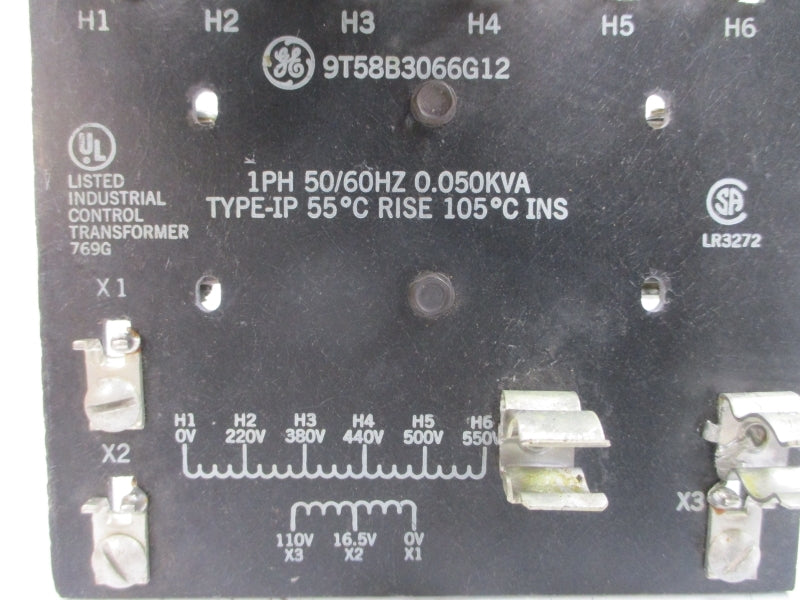 H1 H2 H3 H4 H5 H6
GE 9T58B3066G12
UL
LISTED
INDUSTRIAL
CONTROL
TRANSFORMER
769G
1PH 50/60HZ 0.050KVA
TYPE-IP 55°C RISE 105°C INS
SA
LR3272
X1
X2
H1 H2 H3 H4 H5 H6
0V 220V 380V 440V 500V 550V
110V 16.5V 0V
X3 X2 X1
X3